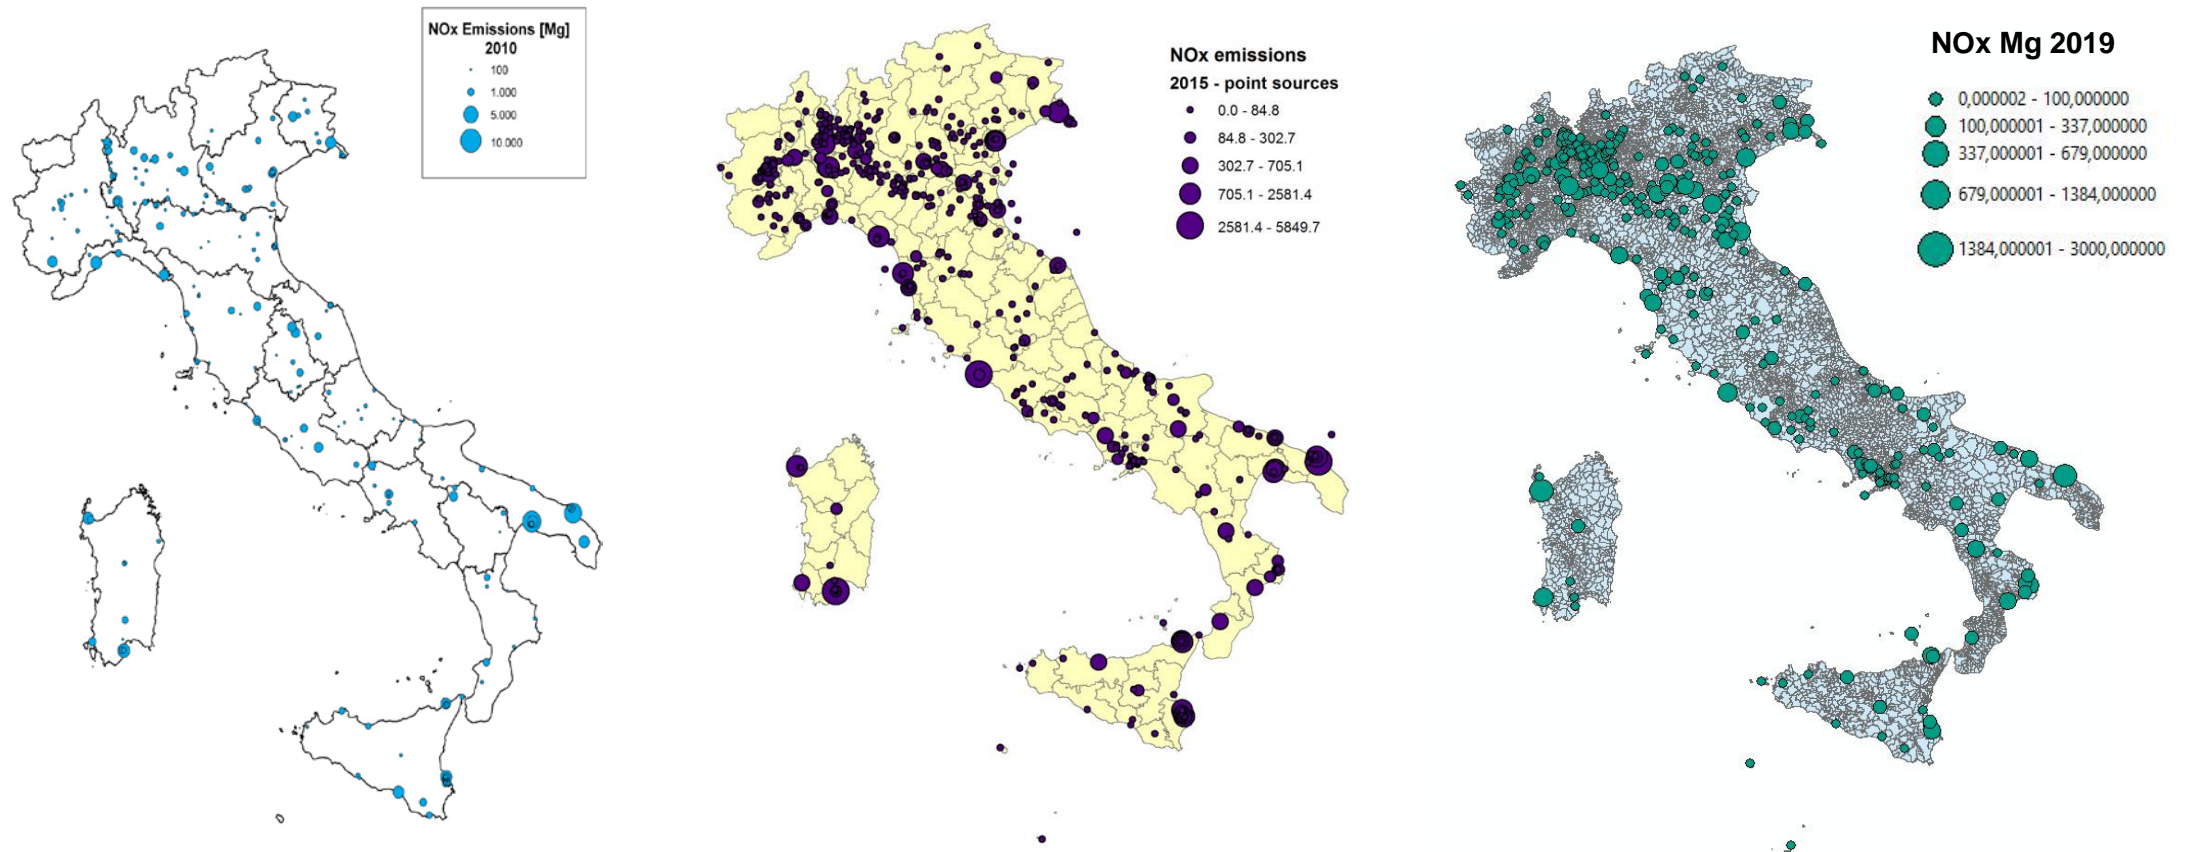 NOx Emissions [Mg]
2010
100
1.000
5.000
10.000
NOx emissions
2015 - point sources
0.0 - 84.8
84.8 - 302.7
302.7 - 705.1
705.1 - 2581.4
2581.4 - 5849.7
NOx Mg 2019
0,000002 - 100,000000
100,000001 - 337,000000
337,000001 - 679,000000
679,000001 - 1384,000000
1384,000001 - 3000,000000